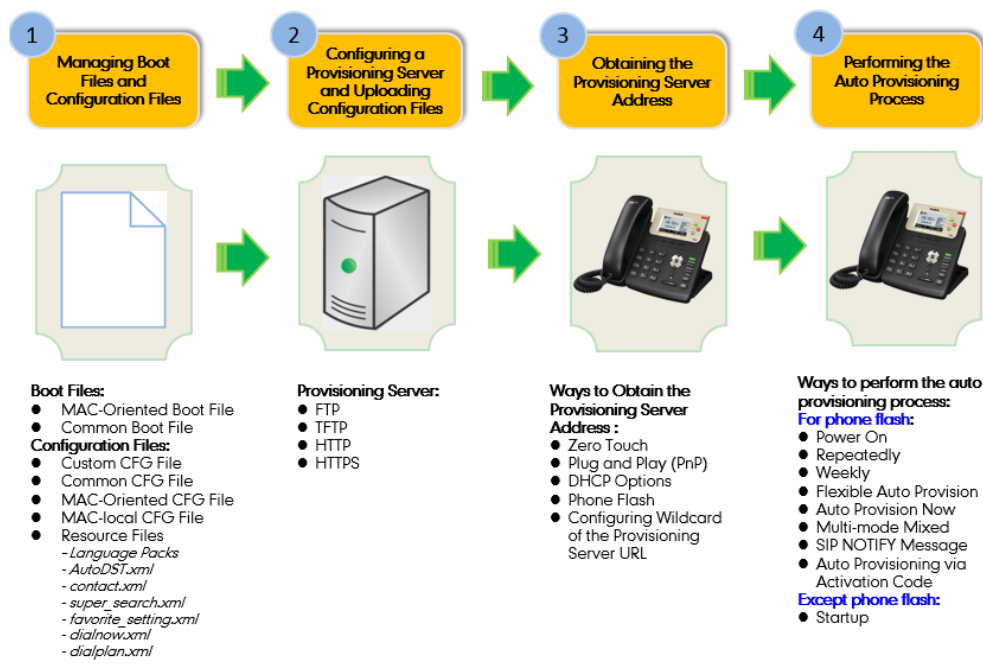 1
Managing Boot
Files and
Configuration Files
2
Configuring a
Provisioning Server
and Uploading
Configuration Files
3
Obtaining the
Provisioning Server
Address
4
Performing the
Auto Provisioning
Process
Boot Files:
● MAC-Oriented Boot File
● Common Boot File
Configuration Files:
● Custom CFG File
● Common CFG File
● MAC-Oriented CFG File
● MAC-local CFG File
● Resource Files
- Language Packs
- AutoDST.xml
- contact.xml
- super_search.xml
- favorite_setting.xml
- dialnow.xml
- dialplan.xml
Provisioning Server:
● FTP
● TFTP
● HTTP
● HTTPS
Ways to Obtain the
Provisioning Server
Address :
● Zero Touch
● Plug and Play (PnP)
● DHCP Options
● Phone Flash
● Configuring Wildcard
of the Provisioning
Server URL
Ways to perform the auto
provisioning process:
For phone flash:
● Power On
● Repeatedly
● Weekly
● Flexible Auto Provision
● Auto Provision Now
● Multi-mode Mixed
● SIP NOTIFY Message
● Auto Provisioning via
Activation Code
Except phone flash:
● Startup